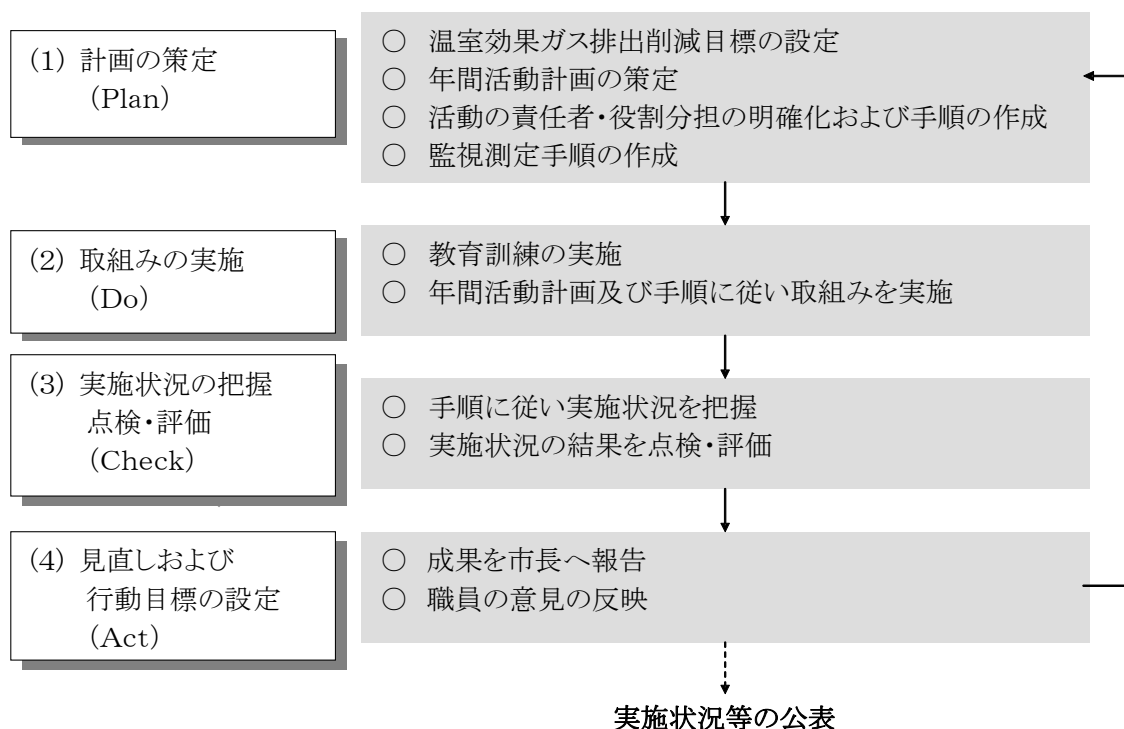 (1) 計画の策定
(Plan)
○ 温室効果ガス排出削減目標の設定
○ 年間活動計画の策定
○ 活動の責任者・役割分担の明確化および手順の作成
○ 監視測定手順の作成
(2) 取組みの実施
(Do)
○ 教育訓練の実施
○ 年間活動計画及び手順に従い取組みを実施
(3) 実施状況の把握
点検・評価
(Check)
○ 手順に従い実施状況を把握
○ 実施状況の結果を点検・評価
(4) 見直しおよび
行動目標の設定
(Act)
○ 成果を市長へ報告
○ 職員の意見の反映
実施状況等の公表